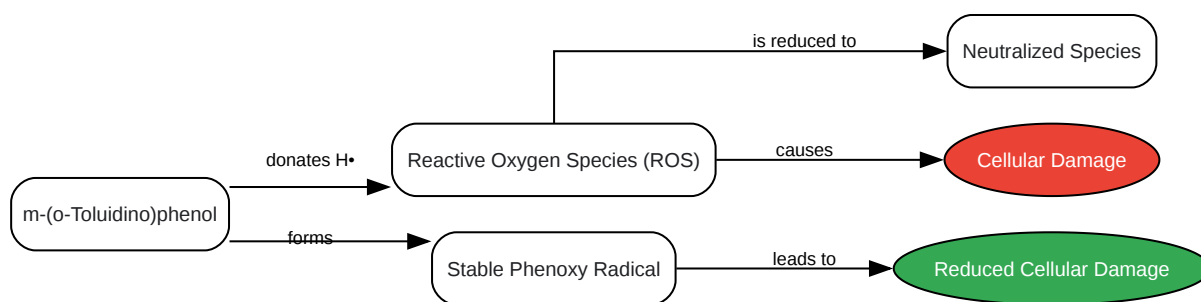 is reduced to
Neutralized Species
donates H•
Reactive Oxygen Species (ROS)
causes
Cellular Damage
m-(o-Toluidino)phenol
forms
Stable Phenoxy Radical
leads to
Reduced Cellular Damage